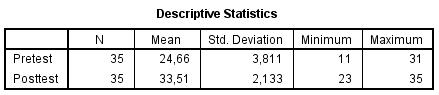 Descriptive Statistics
N Mean Std. Deviation Minimum Maximum
Pretest 35 24,66 3,811 11 31
Posttest 35 33,51 2,133 23 35